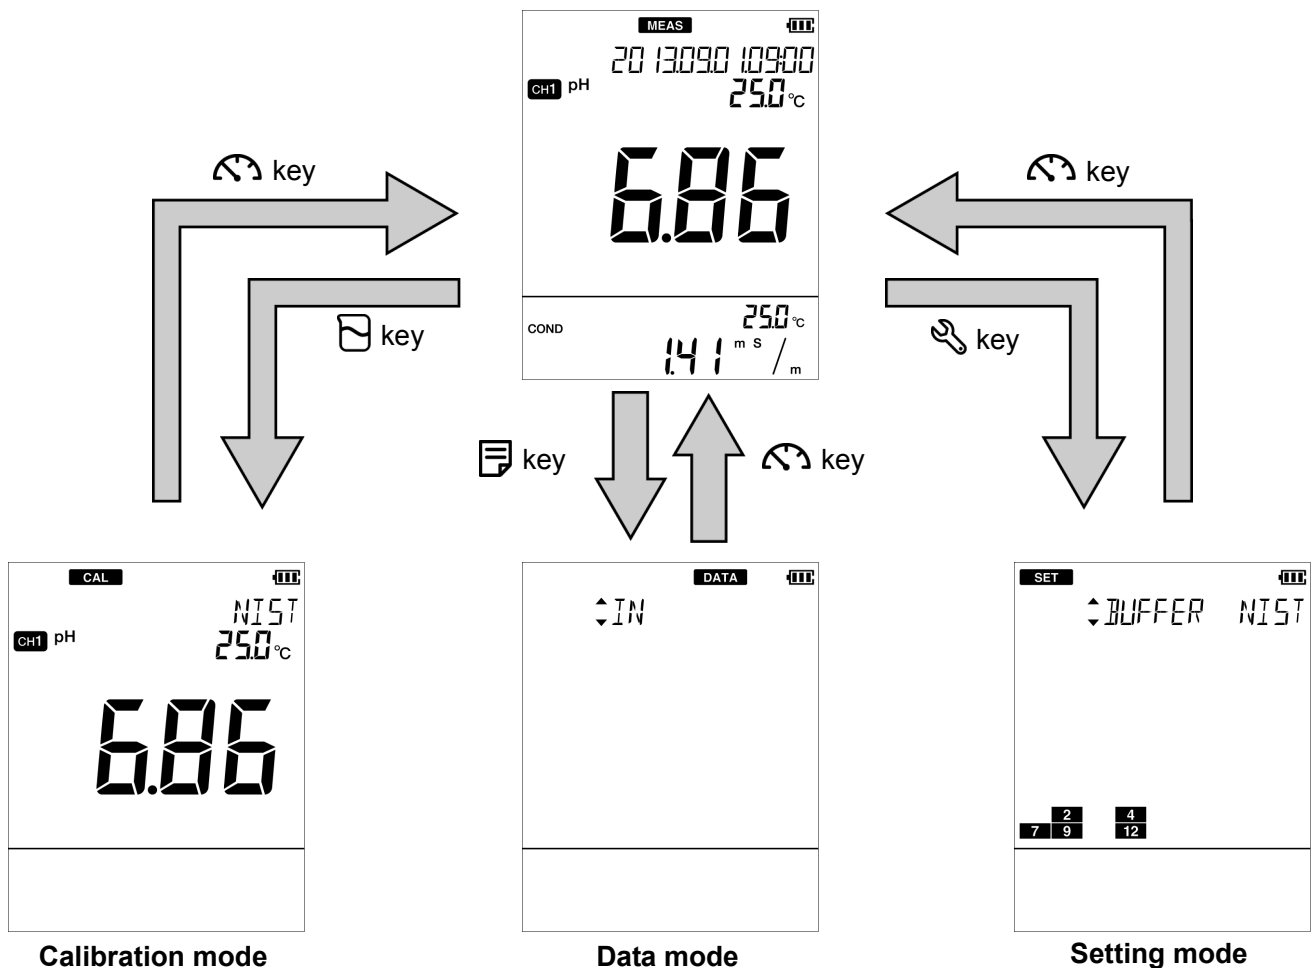 MEAS
2013.09.01.09:00
CH1 pH
25.0 °C
6.86
COND
25.0 °C
1.41 m S / m
key
key
key
key
key
key
CAL
NIST
CH1 pH
25.0 °C
6.86
DATA
IN
SET
BUFFER NIST
2 4
7 9 12
Calibration mode
Data mode
Setting mode